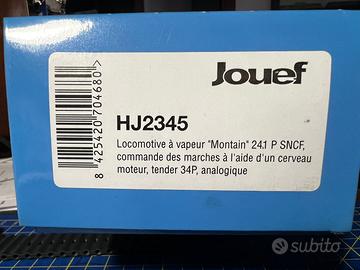 Jouef
HJ2345
Locomotive à vapeur "Montain" 241 P SNCF,
commande des marches à l'aide d'un cerveau
moteur, tender 34P, analogique
8 425420 704680 >
subito